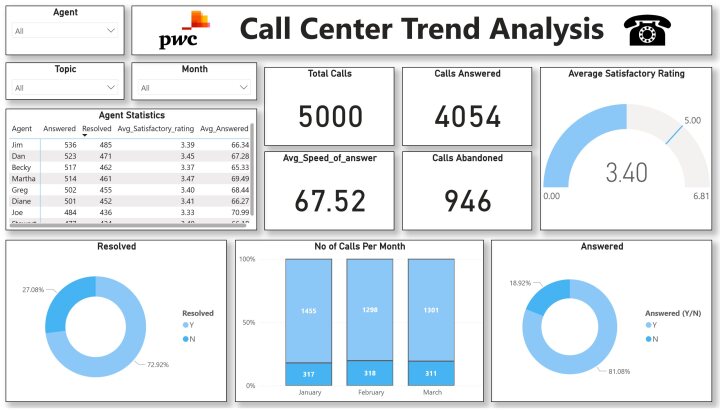 Agent
All
pwc
Call Center Trend Analysis
Topic
All
Month
All
Agent Statistics
Agent Answered Resolved Avg_Satisfactory_rating Avg_Answered
Jim 536 485 3.39 66.34
Dan 523 471 3.45 67.28
Becky 517 462 3.37 65.33
Martha 514 461 3.47 69.49
Greg 502 455 3.40 68.44
Diane 501 452 3.41 66.27
Joe 484 436 3.33 70.99
Total Calls
5000
Calls Answered
4054
Avg_Speed_of_answer
67.52
Calls Abandoned
946
Average Satisfactory Rating
5.00
3.40
0.00
6.81
Resolved
27.08%
72.92%
Resolved
Y
N
No of Calls Per Month
100%
50%
0%
1455
1298
1301
317
318
311
January
February
March
Answered
18.92%
81.08%
Answered (Y/N)
Y
N